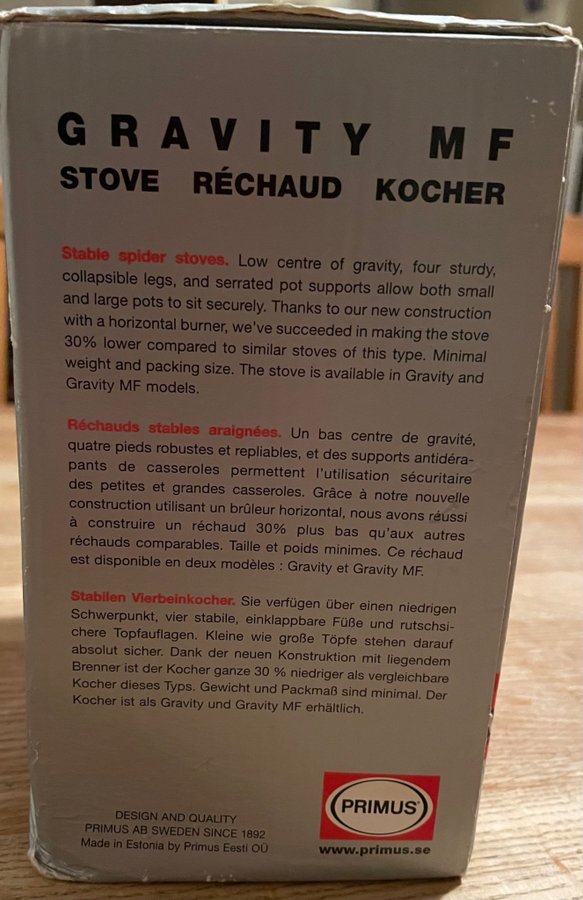 GRAVITY MF
STOVE RÉCHAUD KOCHER
Stable spider stoves. Low centre of gravity, four sturdy,
collapsible legs, and serrated pot supports allow both small
and large pots to sit securely. Thanks to our new construction
with a horizontal burner, we've succeeded in making the stove
30% lower compared to similar stoves of this type. Minimal
weight and packing size. The stove is available in Gravity and
Gravity MF models.
Réchauds stables araignées. Un bas centre de gravité,
quatre pieds robustes et repliables, et des supports antidéra-
pants de casseroles permettent l'utilisation sécuritaire
des petites et grandes casseroles. Grâce à notre nouvelle
construction utilisant un brûleur horizontal, nous avons réussi
à construire un réchaud 30% plus bas qu'aux autres
réchauds comparables. Taille et poids minimes. Ce réchaud
est disponible en deux modèles : Gravity et Gravity MF.
Stabilen Vierbeinkocher. Sie verfügen über einen niedrigen
Schwerpunkt, vier stabile, einklappbare Füße und rutschsi-
chere Topfauflagen. Kleine wie große Töpfe stehen darauf
absolut sicher. Dank der neuen Konstruktion mit liegendem
Brenner ist der Kocher ganze 30 % niedriger als vergleichbare
Kocher dieses Typs. Gewicht und Packmaß sind minimal. Der
Kocher ist als Gravity und Gravity MF erhältlich.
DESIGN AND QUALITY
PRIMUS AB SWEDEN SINCE 1892
Made in Estonia by Primus Eesti OÜ
PRIMUS®
www.primus.se